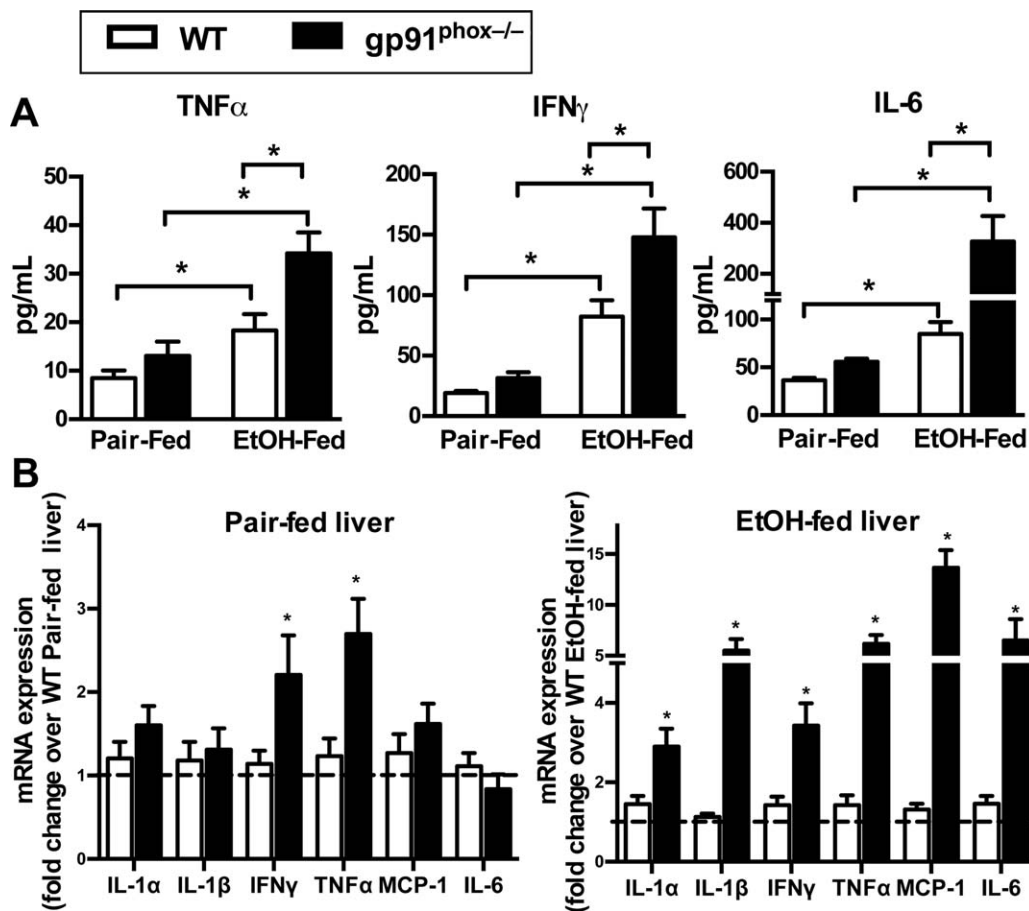 WT gp91phox–/–
A
TNFα
pg/mL
50
40
30
20
10
0
Pair-Fed EtOH-Fed
*
*
*
IFNγ
pg/mL
200
150
100
50
0
Pair-Fed EtOH-Fed
*
*
*
IL-6
pg/mL
600
400
200
100
50
0
Pair-Fed EtOH-Fed
*
*
*
B
Pair-fed liver
mRNA expression
(fold change over WT Pair-fed liver)
4
3
2
1
0
* *
IL-1α IL-1β IFNγ TNFα MCP-1 IL-6
EtOH-fed liver
mRNA expression
(fold change over WT EtOH-fed liver)
15
10
5
4
2
0
* * * * * *
IL-1α IL-1β IFNγ TNFα MCP-1 IL-6